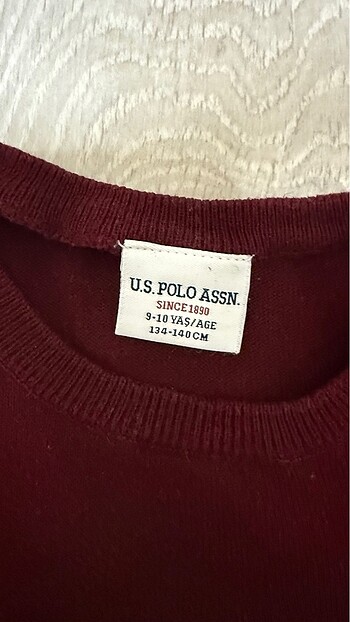 U.S. POLO ASSN.
SINCE 1890
9-10 YAŞ/AGE
134-140 CM